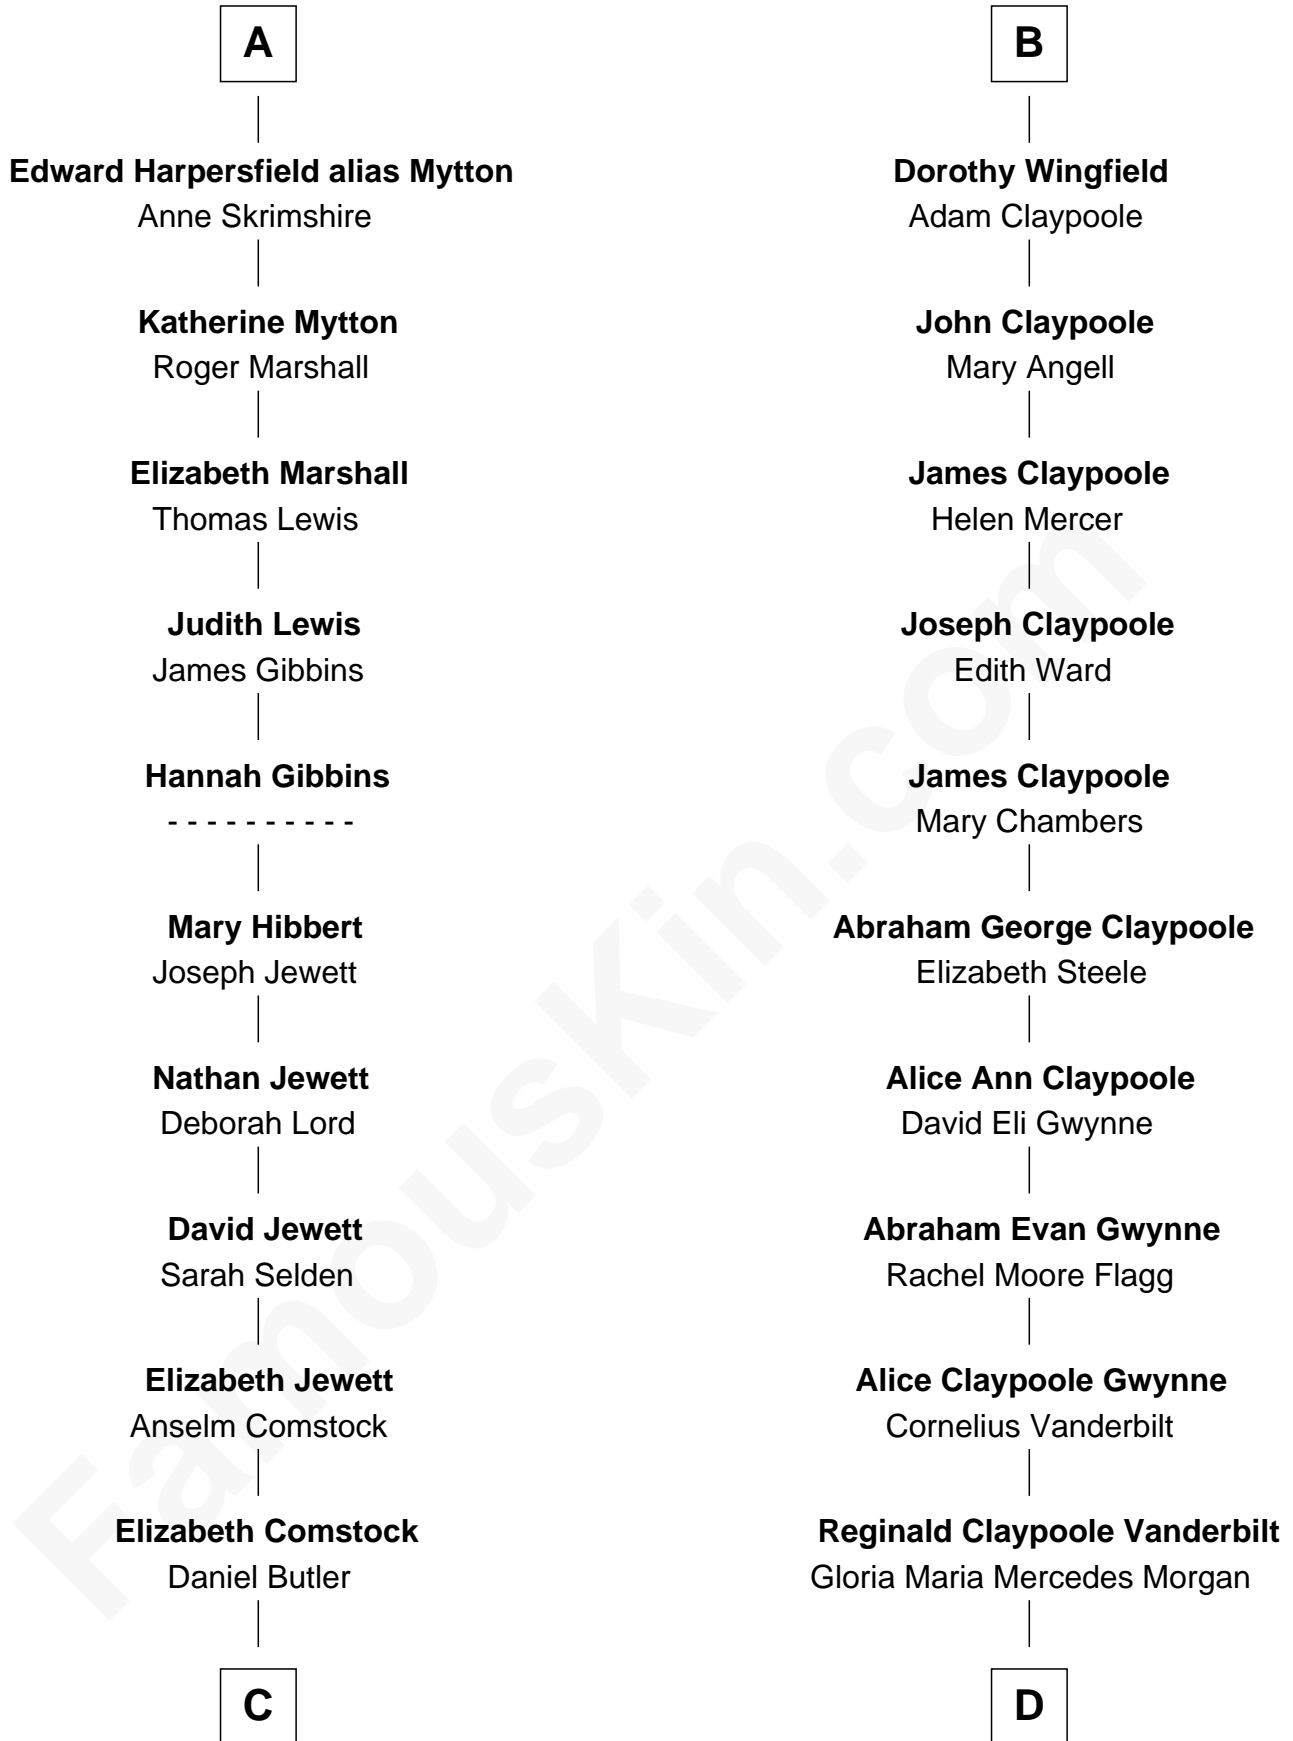 A
Edward Harpersfield alias Mytton
Anne Skrimshire
Katherine Mytton
Roger Marshall
Elizabeth Marshall
Thomas Lewis
Judith Lewis
James Gibbins
Hannah Gibbins
- - - - - - - - - -
Mary Hibbert
Joseph Jewett
Nathan Jewett
Deborah Lord
David Jewett
Sarah Selden
Elizabeth Jewett
Anselm Comstock
Elizabeth Comstock
Daniel Butler
C
B
Dorothy Wingfield
Adam Claypoole
John Claypoole
Mary Angell
James Claypoole
Helen Mercer
Joseph Claypoole
Edith Ward
James Claypoole
Mary Chambers
Abraham George Claypoole
Elizabeth Steele
Alice Ann Claypoole
David Eli Gwynne
Abraham Evan Gwynne
Rachel Moore Flagg
Alice Claypoole Gwynne
Cornelius Vanderbilt
Reginald Claypoole Vanderbilt
Gloria Maria Mercedes Morgan
D
FamousKin.com